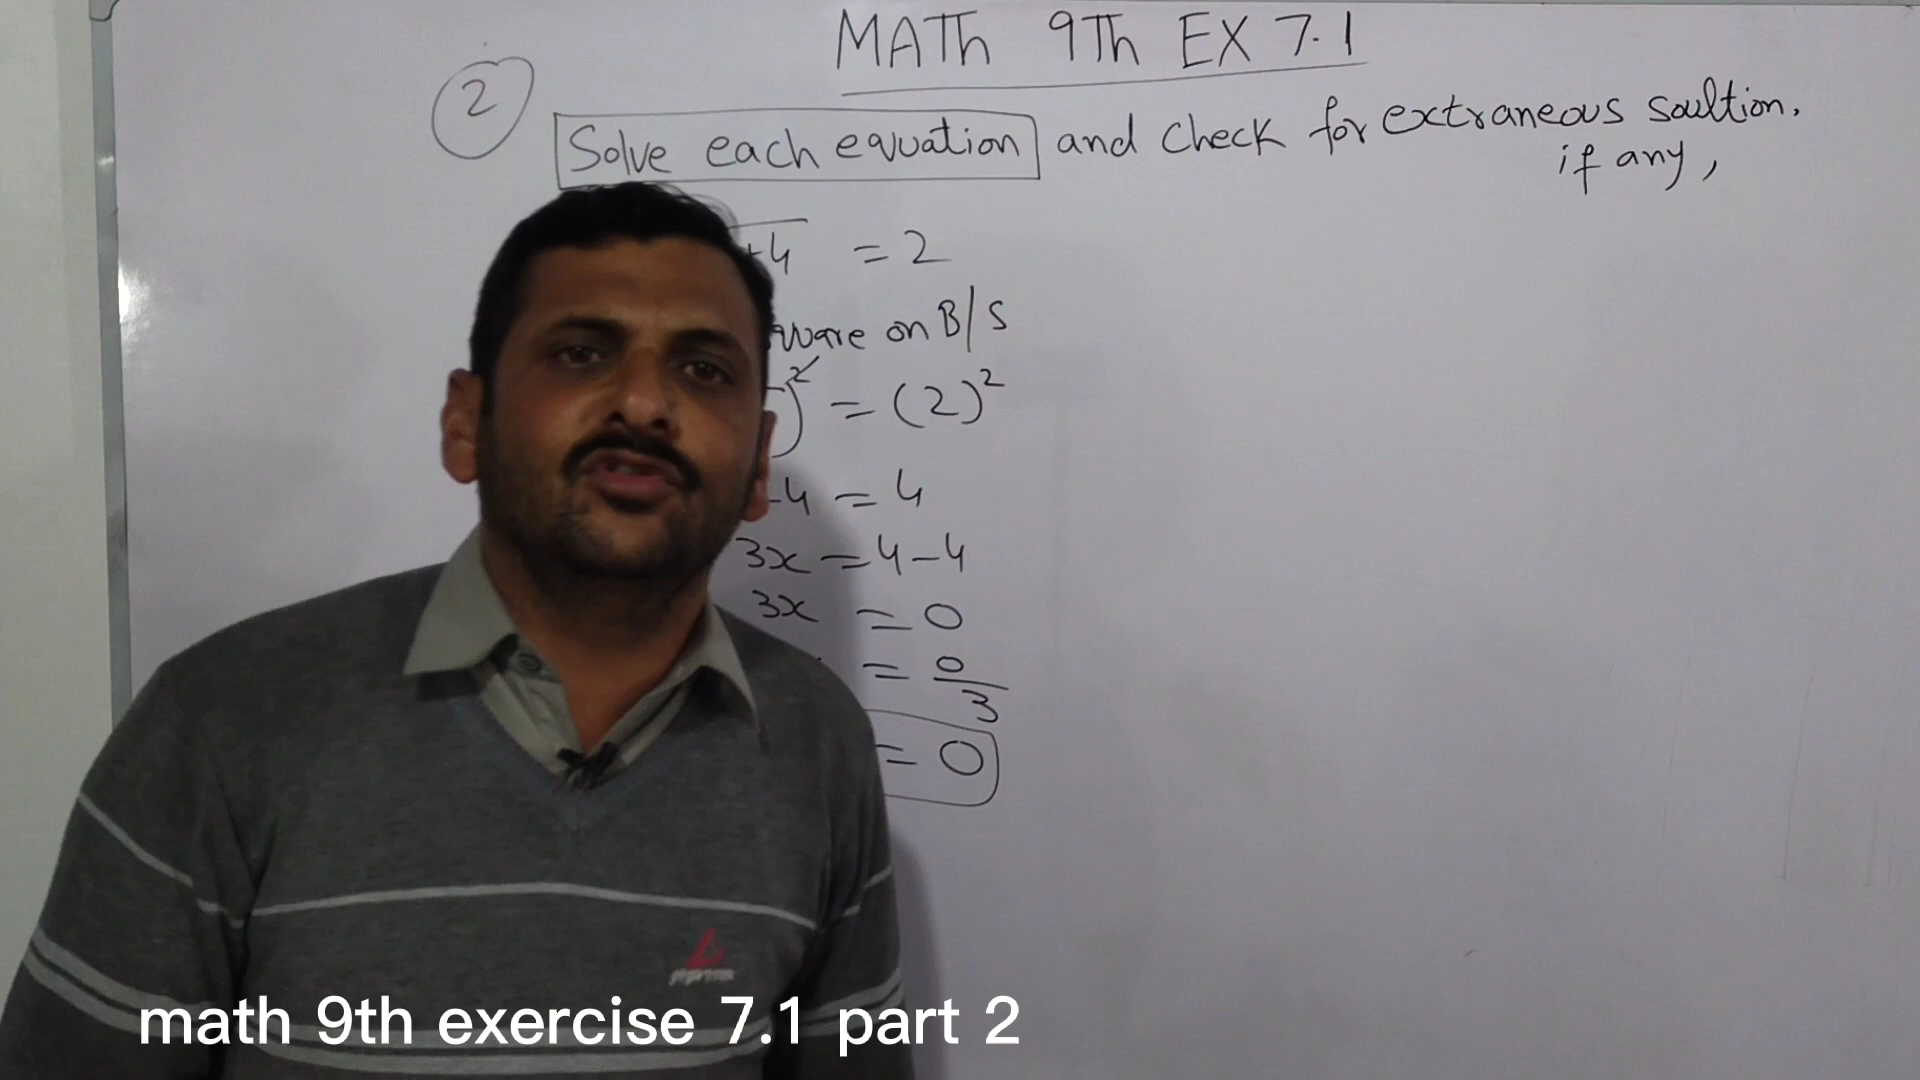 MATH 9Th EX 7.1
2
Solve each equation and check for extraneous soultion.
if any,
+4 = 2
on B/S
)² = (2)²
4 = 4
3x = 4-4
3x = 0
= 0/3
= 0
math 9th exercise 7.1 part 2